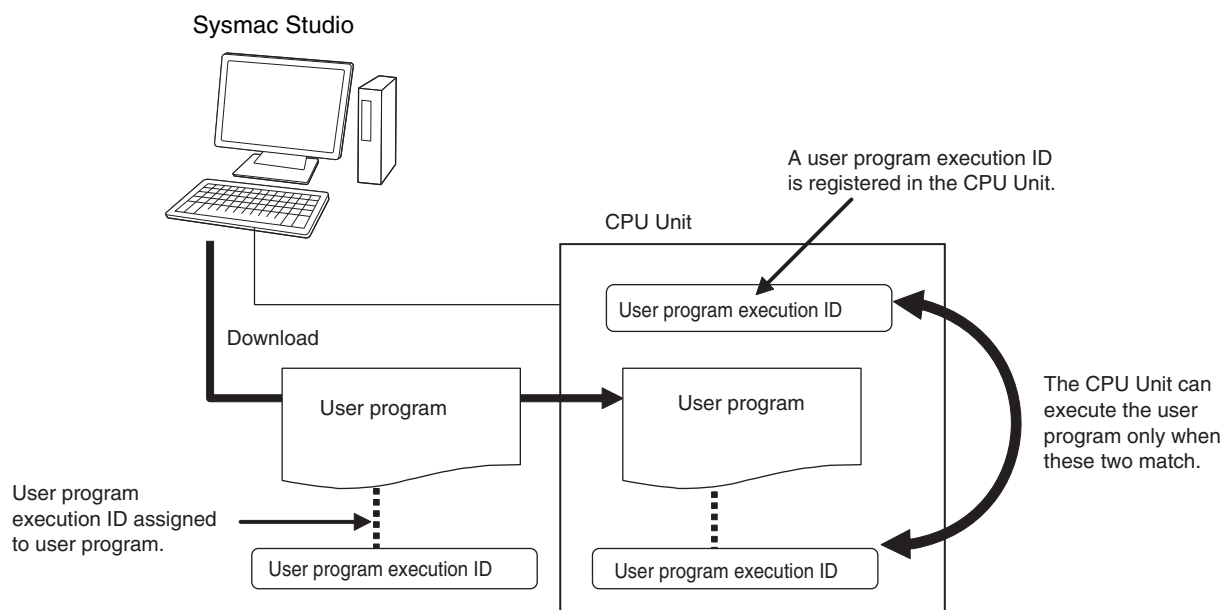 Sysmac Studio
A user program execution ID
is registered in the CPU Unit.
CPU Unit
User program execution ID
Download
User program
User program
The CPU Unit can
execute the user
program only when
these two match.
User program
execution ID assigned
to user program.
User program execution ID
User program execution ID